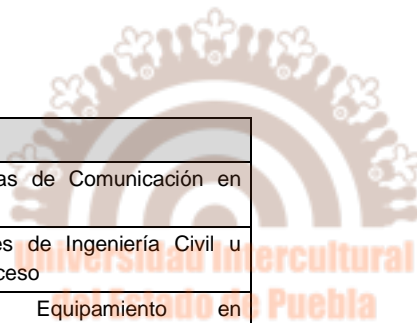 as de Comunicación en
es de Ingeniería Civil u
ceso
Equipamiento en
Universidad Intercultural
del Estado de Puebla